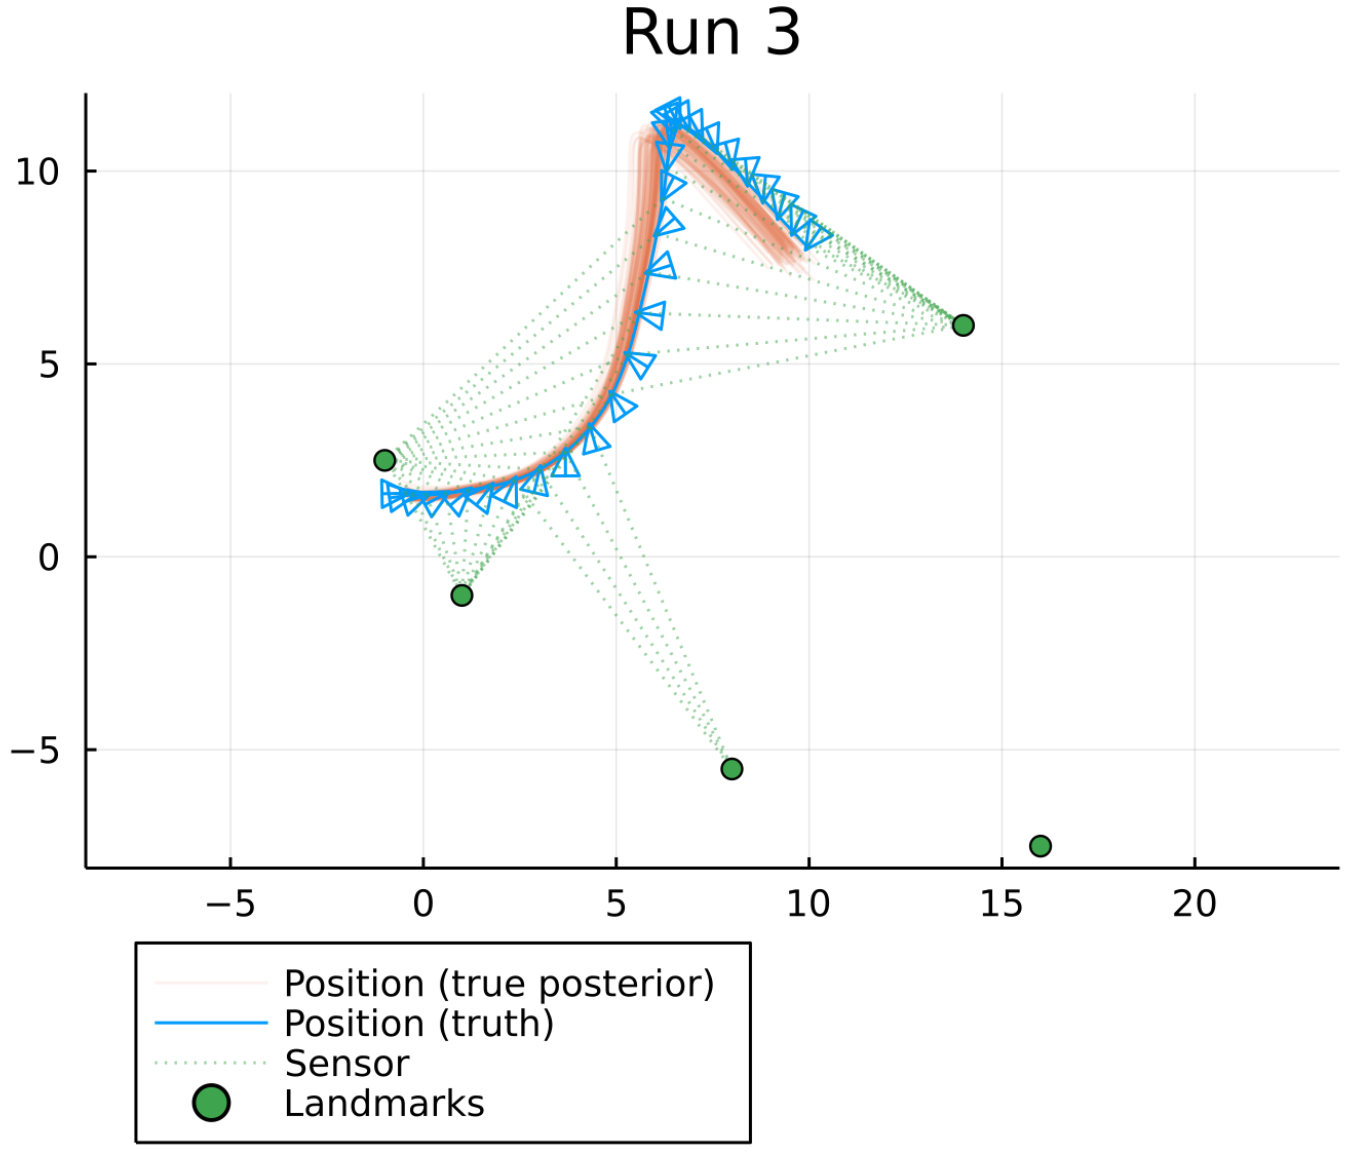 Run 3
10
5
0
−5
−5 0 5 10 15 20
Position (true posterior)
Position (truth)
Sensor
Landmarks